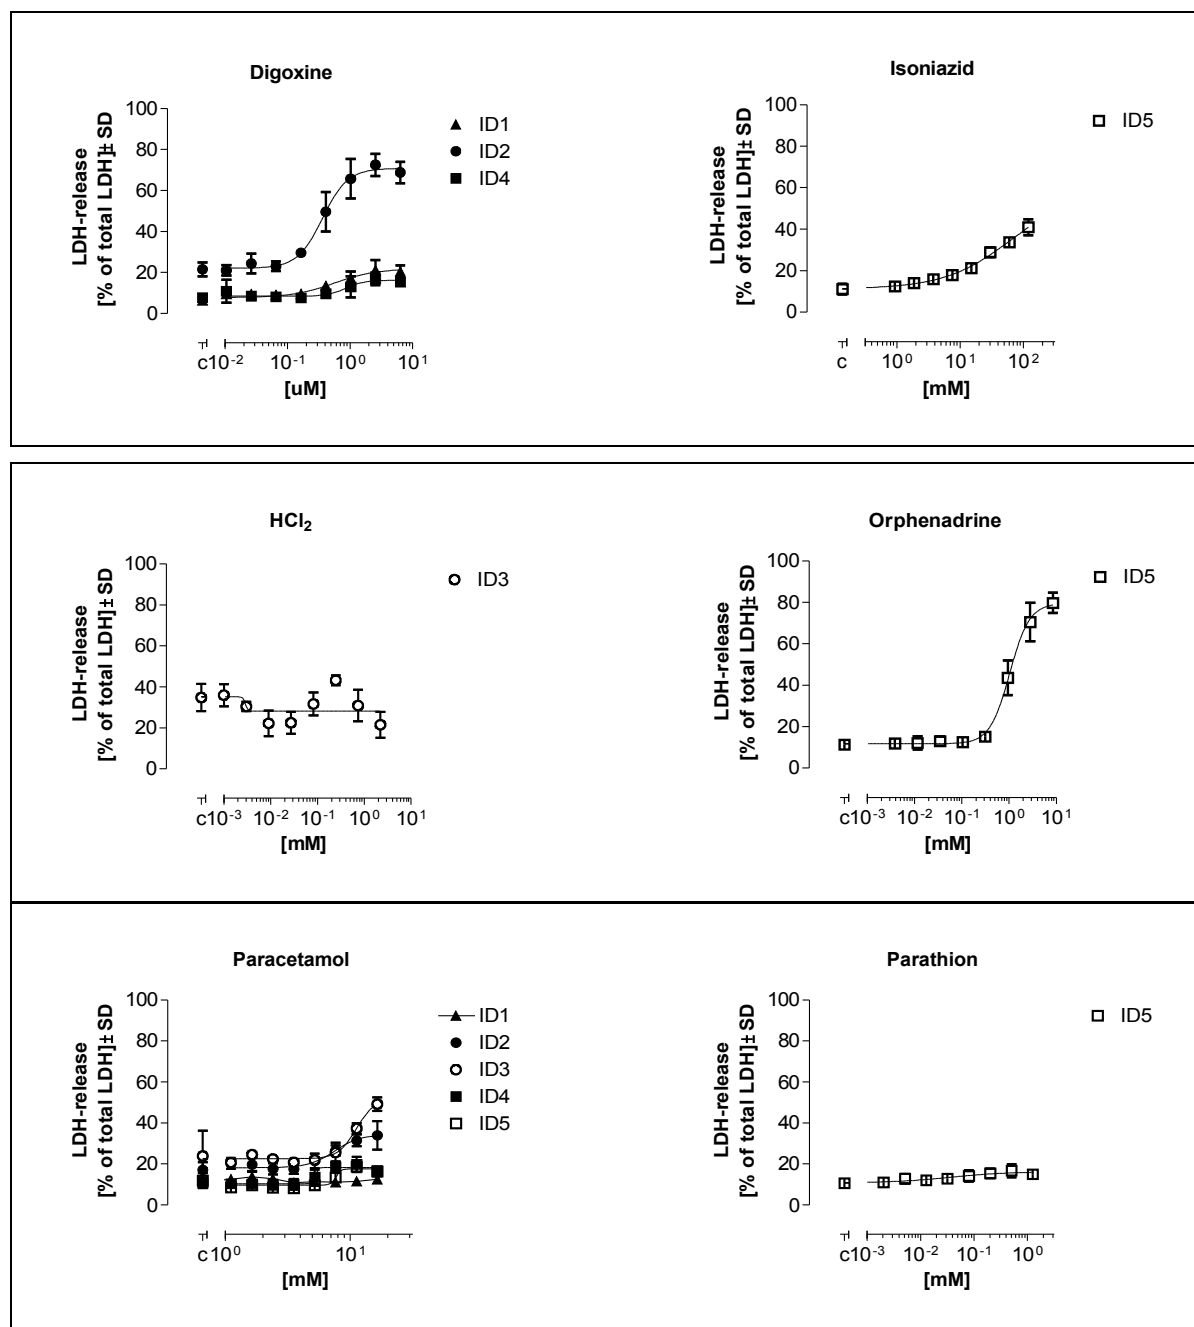 Digoxine
LDH-release
[% of total LDH]± SD
100
80
60
40
20
0
c10⁻² 10⁻¹ 10⁰ 10¹
[uM]
ID1
ID2
ID4
Isoniazid
LDH-release
[% of total LDH]± SD
100
80
60
40
20
0
c 10⁰ 10¹ 10²
[mM]
ID5
HCl₂
LDH-release
[% of total LDH]± SD
100
80
60
40
20
0
c10⁻³ 10⁻² 10⁻¹ 10⁰ 10¹
[mM]
ID3
Orphenadrine
LDH-release
[% of total LDH]± SD
100
80
60
40
20
0
c10⁻³ 10⁻² 10⁻¹ 10⁰ 10¹
[mM]
ID5
Paracetamol
LDH-release
[% of total LDH]± SD
100
80
60
40
20
0
c10⁰ 10¹
[mM]
ID1
ID2
ID3
ID4
ID5
Parathion
LDH-release
[% of total LDH]± SD
100
80
60
40
20
0
c10⁻³ 10⁻² 10⁻¹ 10⁰
[mM]
ID5